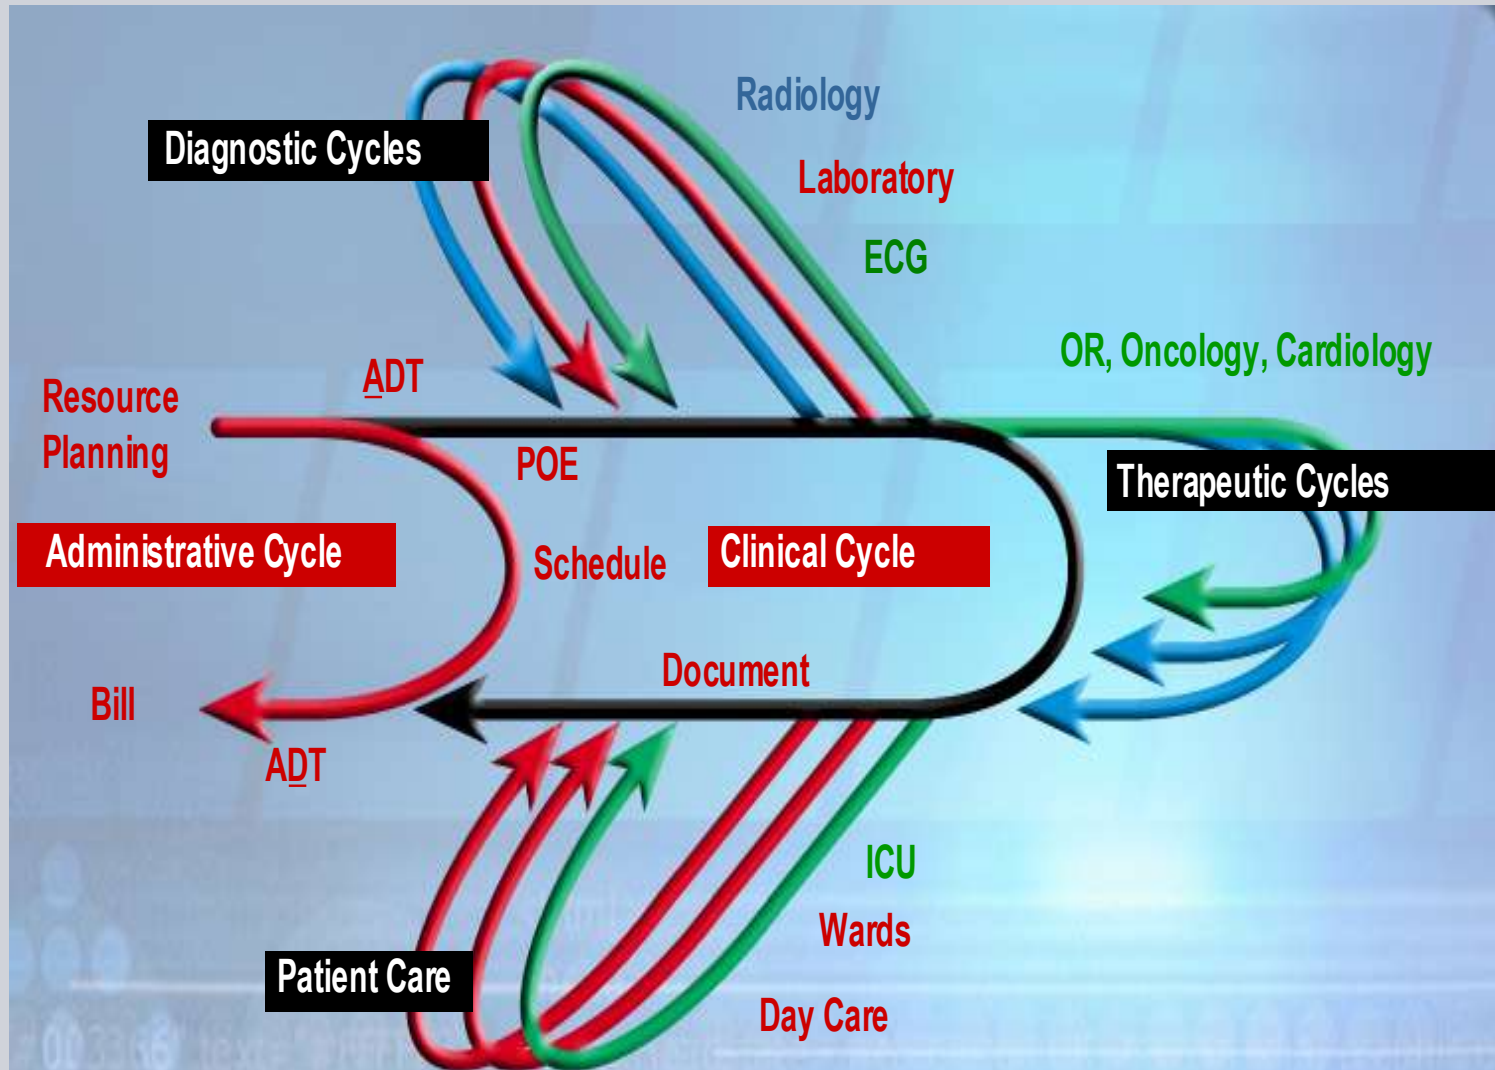 Radiology
Diagnostic Cycles
Laboratory
ECG
OR, Oncology, Cardiology
ADT
Resource
Planning
POE
Therapeutic Cycles
Administrative Cycle
Schedule
Clinical Cycle
Document
Bill
ADT
ICU
Wards
Patient Care
Day Care